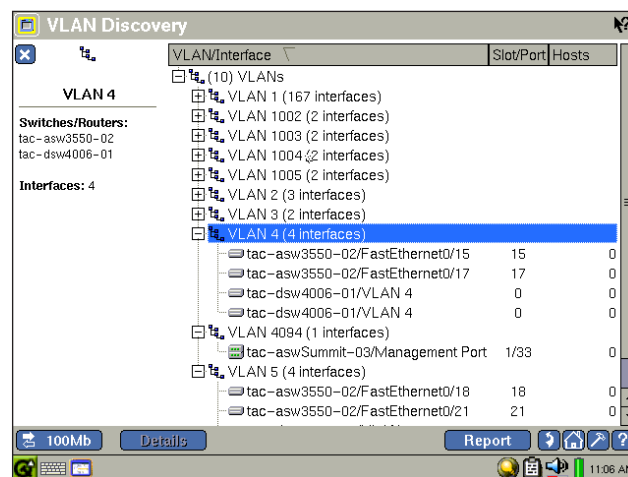 VLAN Discovery
VLAN 4
Switches/Routers:
tac-asw3550-02
tac-dsw4006-01
Interfaces: 4
VLAN/Interface Slot/Port Hosts
(10) VLANs
VLAN 1 (167 interfaces)
VLAN 1002 (2 interfaces)
VLAN 1003 (2 interfaces)
VLAN 1004 (2 interfaces)
VLAN 1005 (2 interfaces)
VLAN 2 (3 interfaces)
VLAN 3 (2 interfaces)
VLAN 4 (4 interfaces)
tac-asw3550-02/FastEthernet0/15 15 0
tac-asw3550-02/FastEthernet0/17 17 0
tac-dsw4006-01/VLAN 4 0 0
tac-dsw4006-01/VLAN 4 0 0
VLAN 4094 (1 interfaces)
tac-aswSummit-03/Management Port 1/33 0
VLAN 5 (4 interfaces)
tac-asw3550-02/FastEthernet0/18 18 0
tac-asw3550-02/FastEthernet0/21 21 0
100Mb Details Report ?
11:06 AM